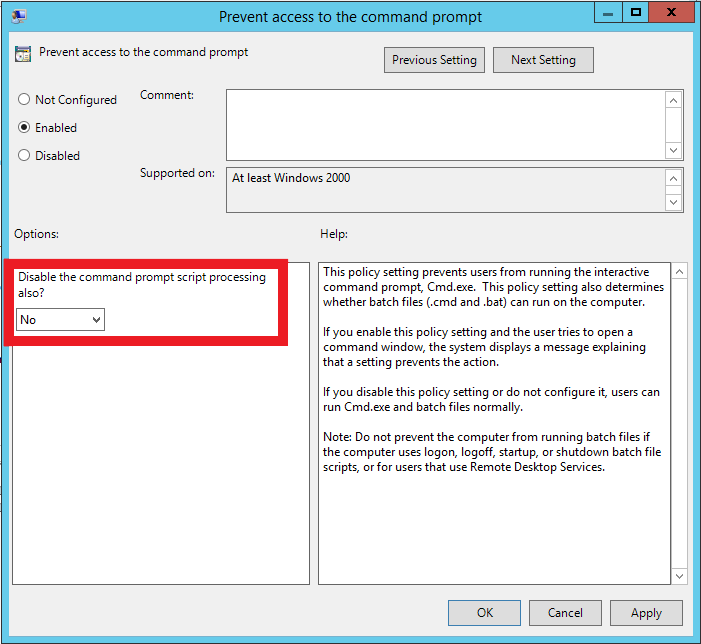 Prevent access to the command prompt
X
Prevent access to the command prompt
Previous Setting
Next Setting
Not Configured
Enabled
Disabled
Comment:
Supported on:
At least Windows 2000
Options:
Help:
Disable the command prompt script processing
also?
No
This policy setting prevents users from running the interactive
command prompt, Cmd.exe.  This policy setting also determines
whether batch files (.cmd and .bat) can run on the computer.
If you enable this policy setting and the user tries to open a
command window, the system displays a message explaining
that a setting prevents the action.
If you disable this policy setting or do not configure it, users can
run Cmd.exe and batch files normally.
Note: Do not prevent the computer from running batch files if
the computer uses logon, logoff, startup, or shutdown batch file
scripts, or for users that use Remote Desktop Services.
OK
Cancel
Apply